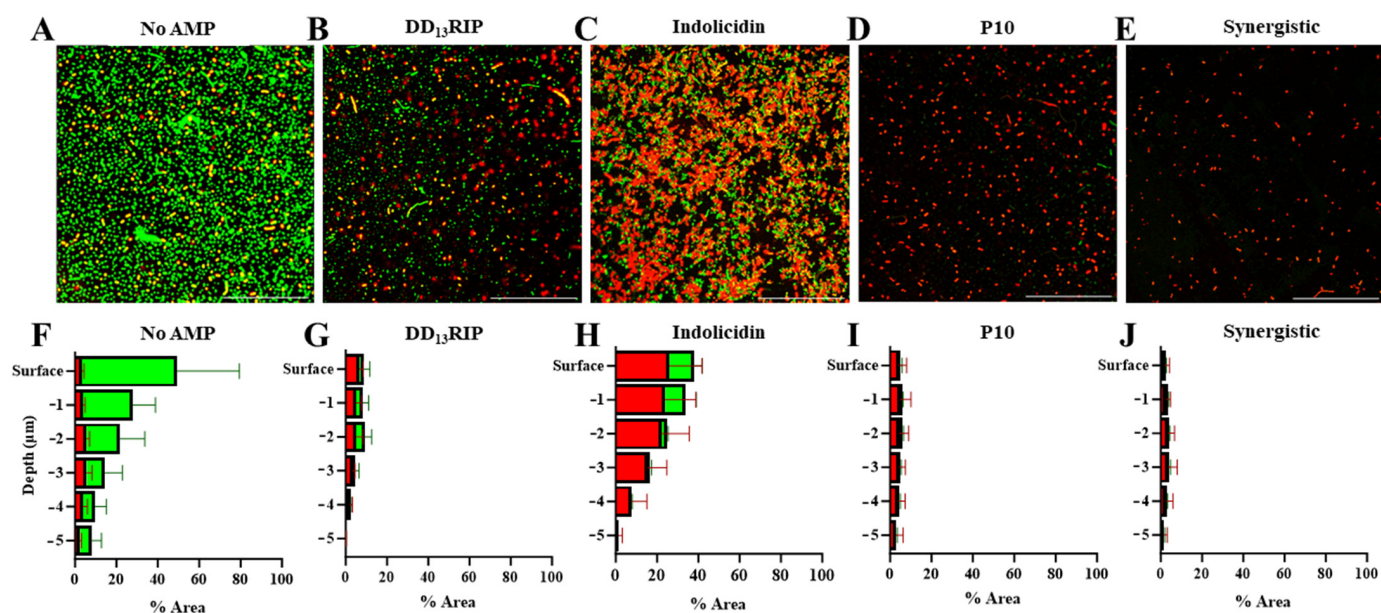 A No AMP B DD₁₃RIP C Indolicidin D P10 E Synergistic
F No AMP G DD₁₃RIP H Indolicidin I P10 J Synergistic
Depth (µm)
Surface Surface Surface Surface Surface
−1 −1 −1 −1 −1
−2 −2 −2 −2 −2
−3 −3 −3 −3 −3
−4 −4 −4 −4 −4
−5 −5 −5 −5 −5
0 20 40 60 80 100 0 20 40 60 80 100 0 20 40 60 80 100 0 20 40 60 80 100 0 20 40 60 80 100
% Area % Area % Area % Area % Area